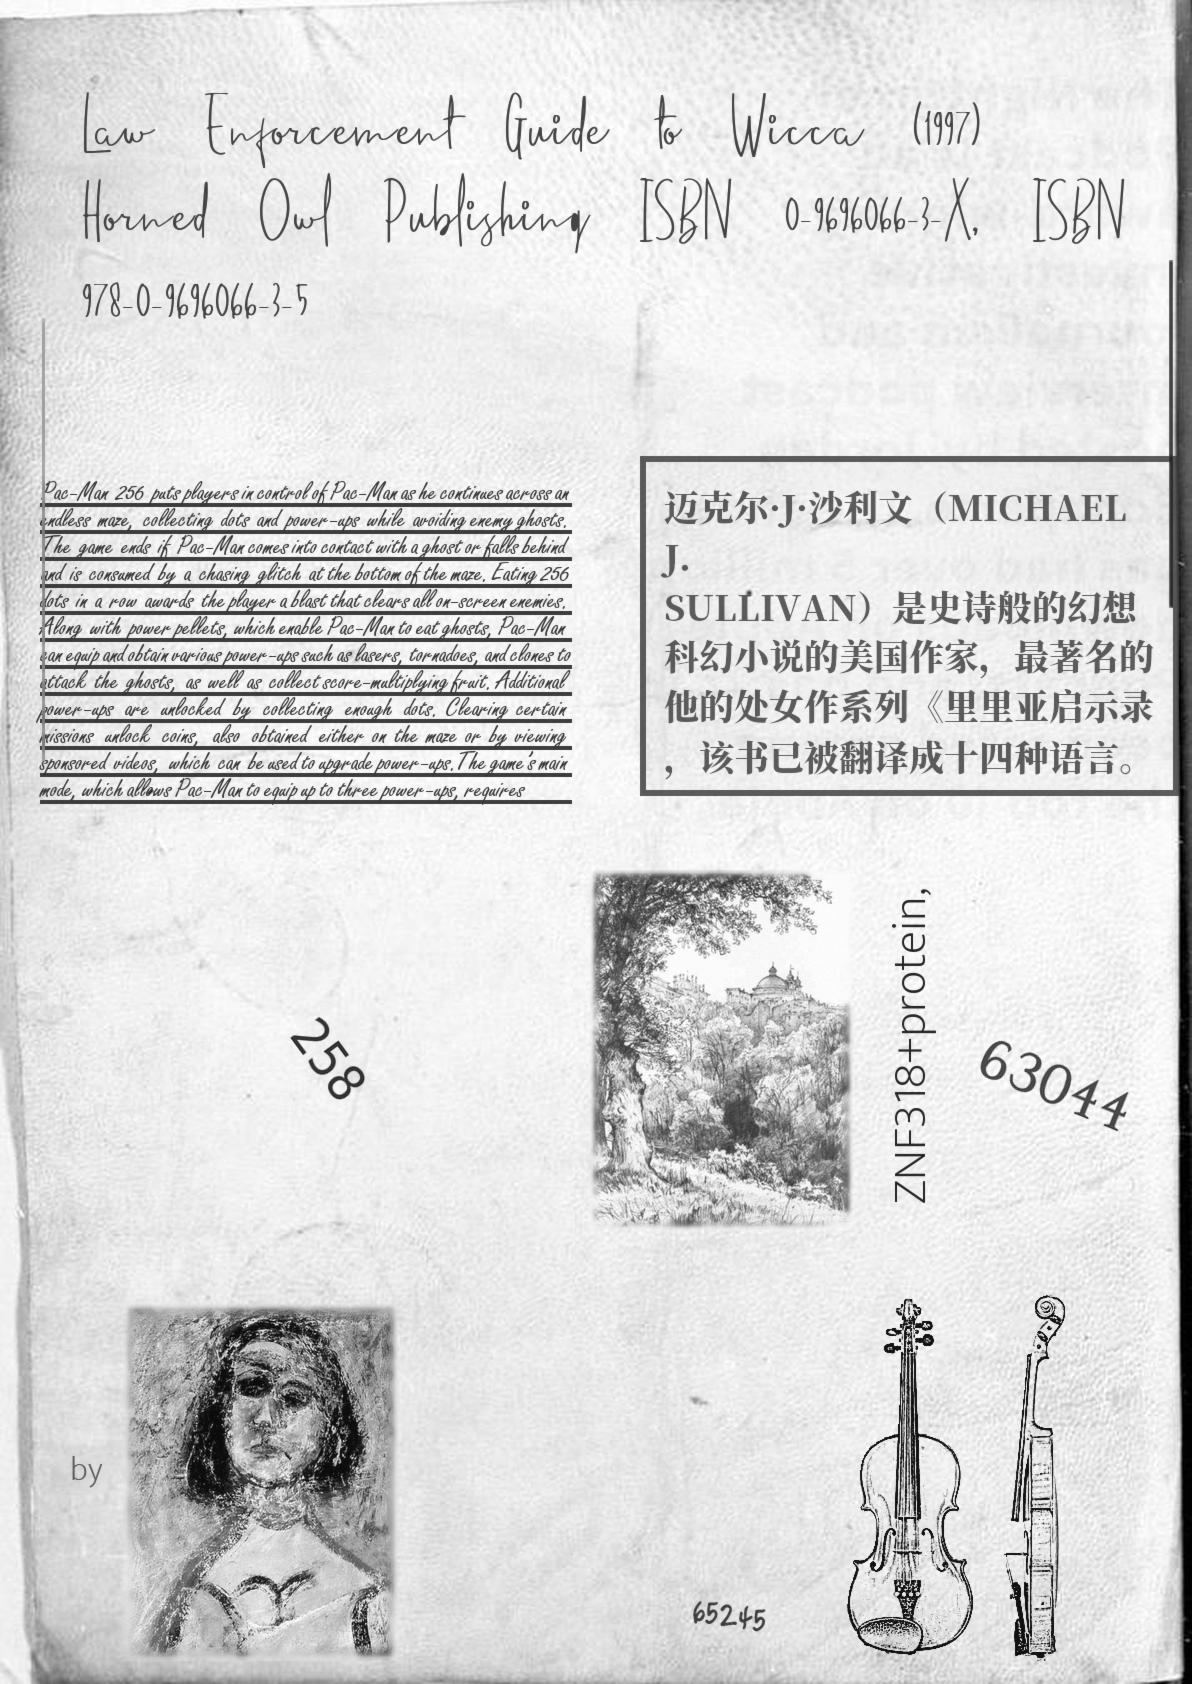 Law Enforcement Guide to Wicca (1997)
Horned Owl Publishing ISBN 0-9696066-3-X, ISBN
978-0-9696066-3-5
Pac-Man 256 puts players in control of Pac-Man as he continues across an
endless maze, collecting dots and power-ups while avoiding enemy ghosts.
The game ends if Pac-Man comes into contact with a ghost or falls behind
and is consumed by a chasing glitch at the bottom of the maze. Eating 256
dots in a row awards the player a blast that clears all on-screen enemies.
Along with power pellets, which enable Pac-Man to eat ghosts, Pac-Man
can equip and obtain various power-ups such as lasers, tornadoes, and clones to
attack the ghosts, as well as collect score-multiplying fruit. Additional
power-ups are unlocked by collecting enough dots. Clearing certain
missions unlock coins, also obtained either on the maze or by viewing
sponsored videos, which can be used to upgrade power-ups. The game's main
mode, which allows Pac-Man to equip up to three power-ups, requires
迈克尔·J·沙利文（MICHAEL
J.
SULLIVAN）是史诗般的幻想
科幻小说的美国作家，最著名的
他的处女作系列《里里亚启示录
，该书已被翻译成十四种语言。
258
ZNF318+protein,
63044
by
65245